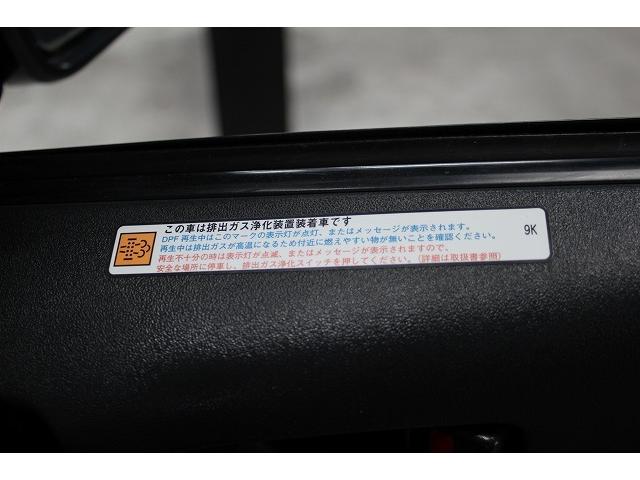 この車は排出ガス浄化装置装着車です
DPF再生中はこのマークの表示灯が点灯、またはメッセージが表示されます。
再生中は排出ガスが高温になるため付近に燃えやすい物が無いことを確認ください。
再生不十分の時は表示灯が点滅、またはメッセージが表示されますので、
安全な場所に停車し、排出ガス浄化スイッチを押してください。(詳細は取扱書参照)
9K